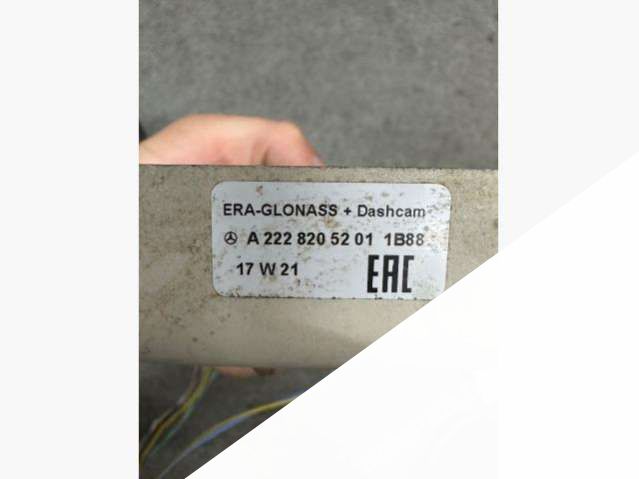 ERA-GLONASS + Dashcam
A 222 820 52 01 1B88
17 W 21
EAC